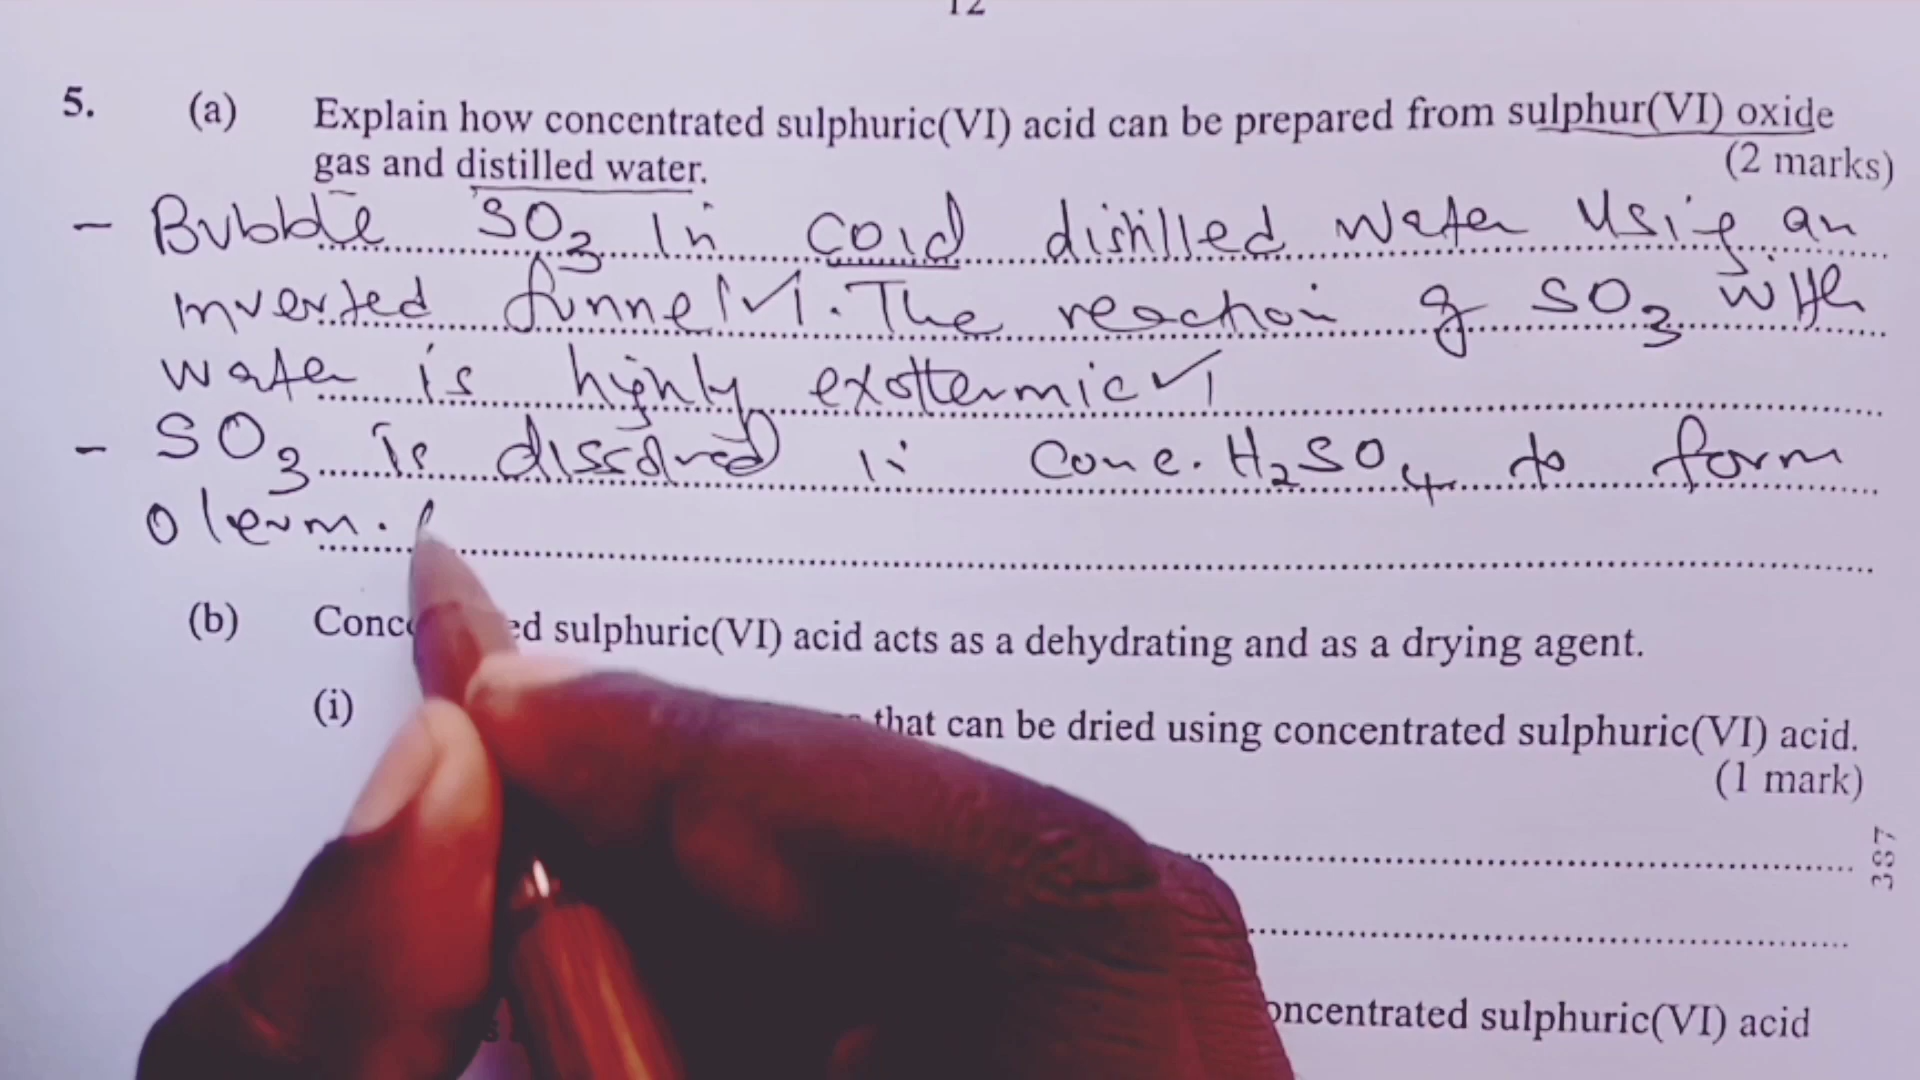 12
5. (a) Explain how concentrated sulphuric(VI) acid can be prepared from sulphur(VI) oxide
gas and distilled water. (2 marks)
- Bubble SO3 in cold distilled water using an
inverted funnel ✓1. The reaction of SO3 with
water is highly exothermic ✓1
- SO3 is dissolved in conc. H2SO4 to form
oleum.
(b) sulphuric(VI) acid acts as a dehydrating and as a drying agent.
(i) that can be dried using concentrated sulphuric(VI) acid.
(1 mark)
387
concentrated sulphuric(VI) acid